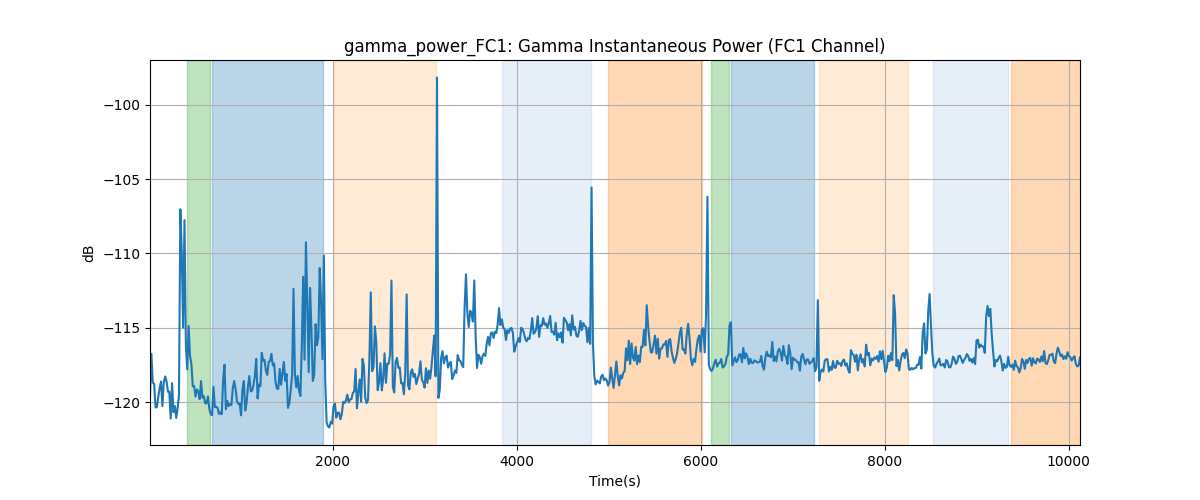 gamma_power_FC1: Gamma Instantaneous Power (FC1 Channel)
dB
−100
−105
−110
−115
−120
2000 4000 6000 8000 10000
Time(s)